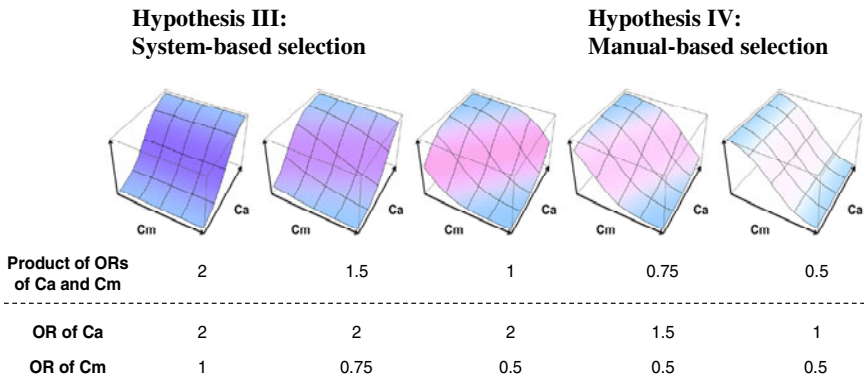 Hypothesis III:
System-based selection
Hypothesis IV:
Manual-based selection
Cm Ca Cm Ca Cm Ca Cm Ca Cm Ca
Product of ORs
of Ca and Cm 2 1.5 1 0.75 0.5
OR of Ca 2 2 2 1.5 1
OR of Cm 1 0.75 0.5 0.5 0.5